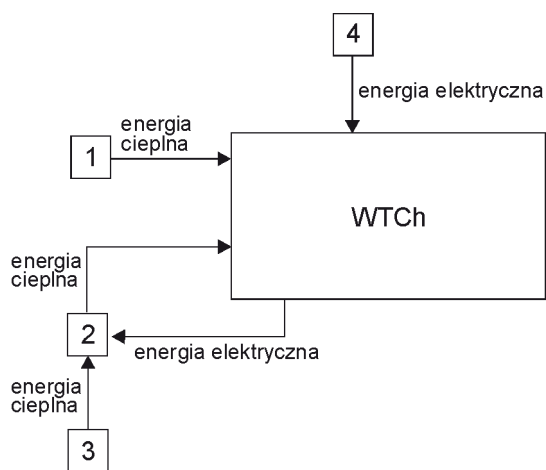 4
energia elektryczna
energia
cieplna
1
WTCh
energia
cieplna
2
energia elektryczna
energia
cieplna
3